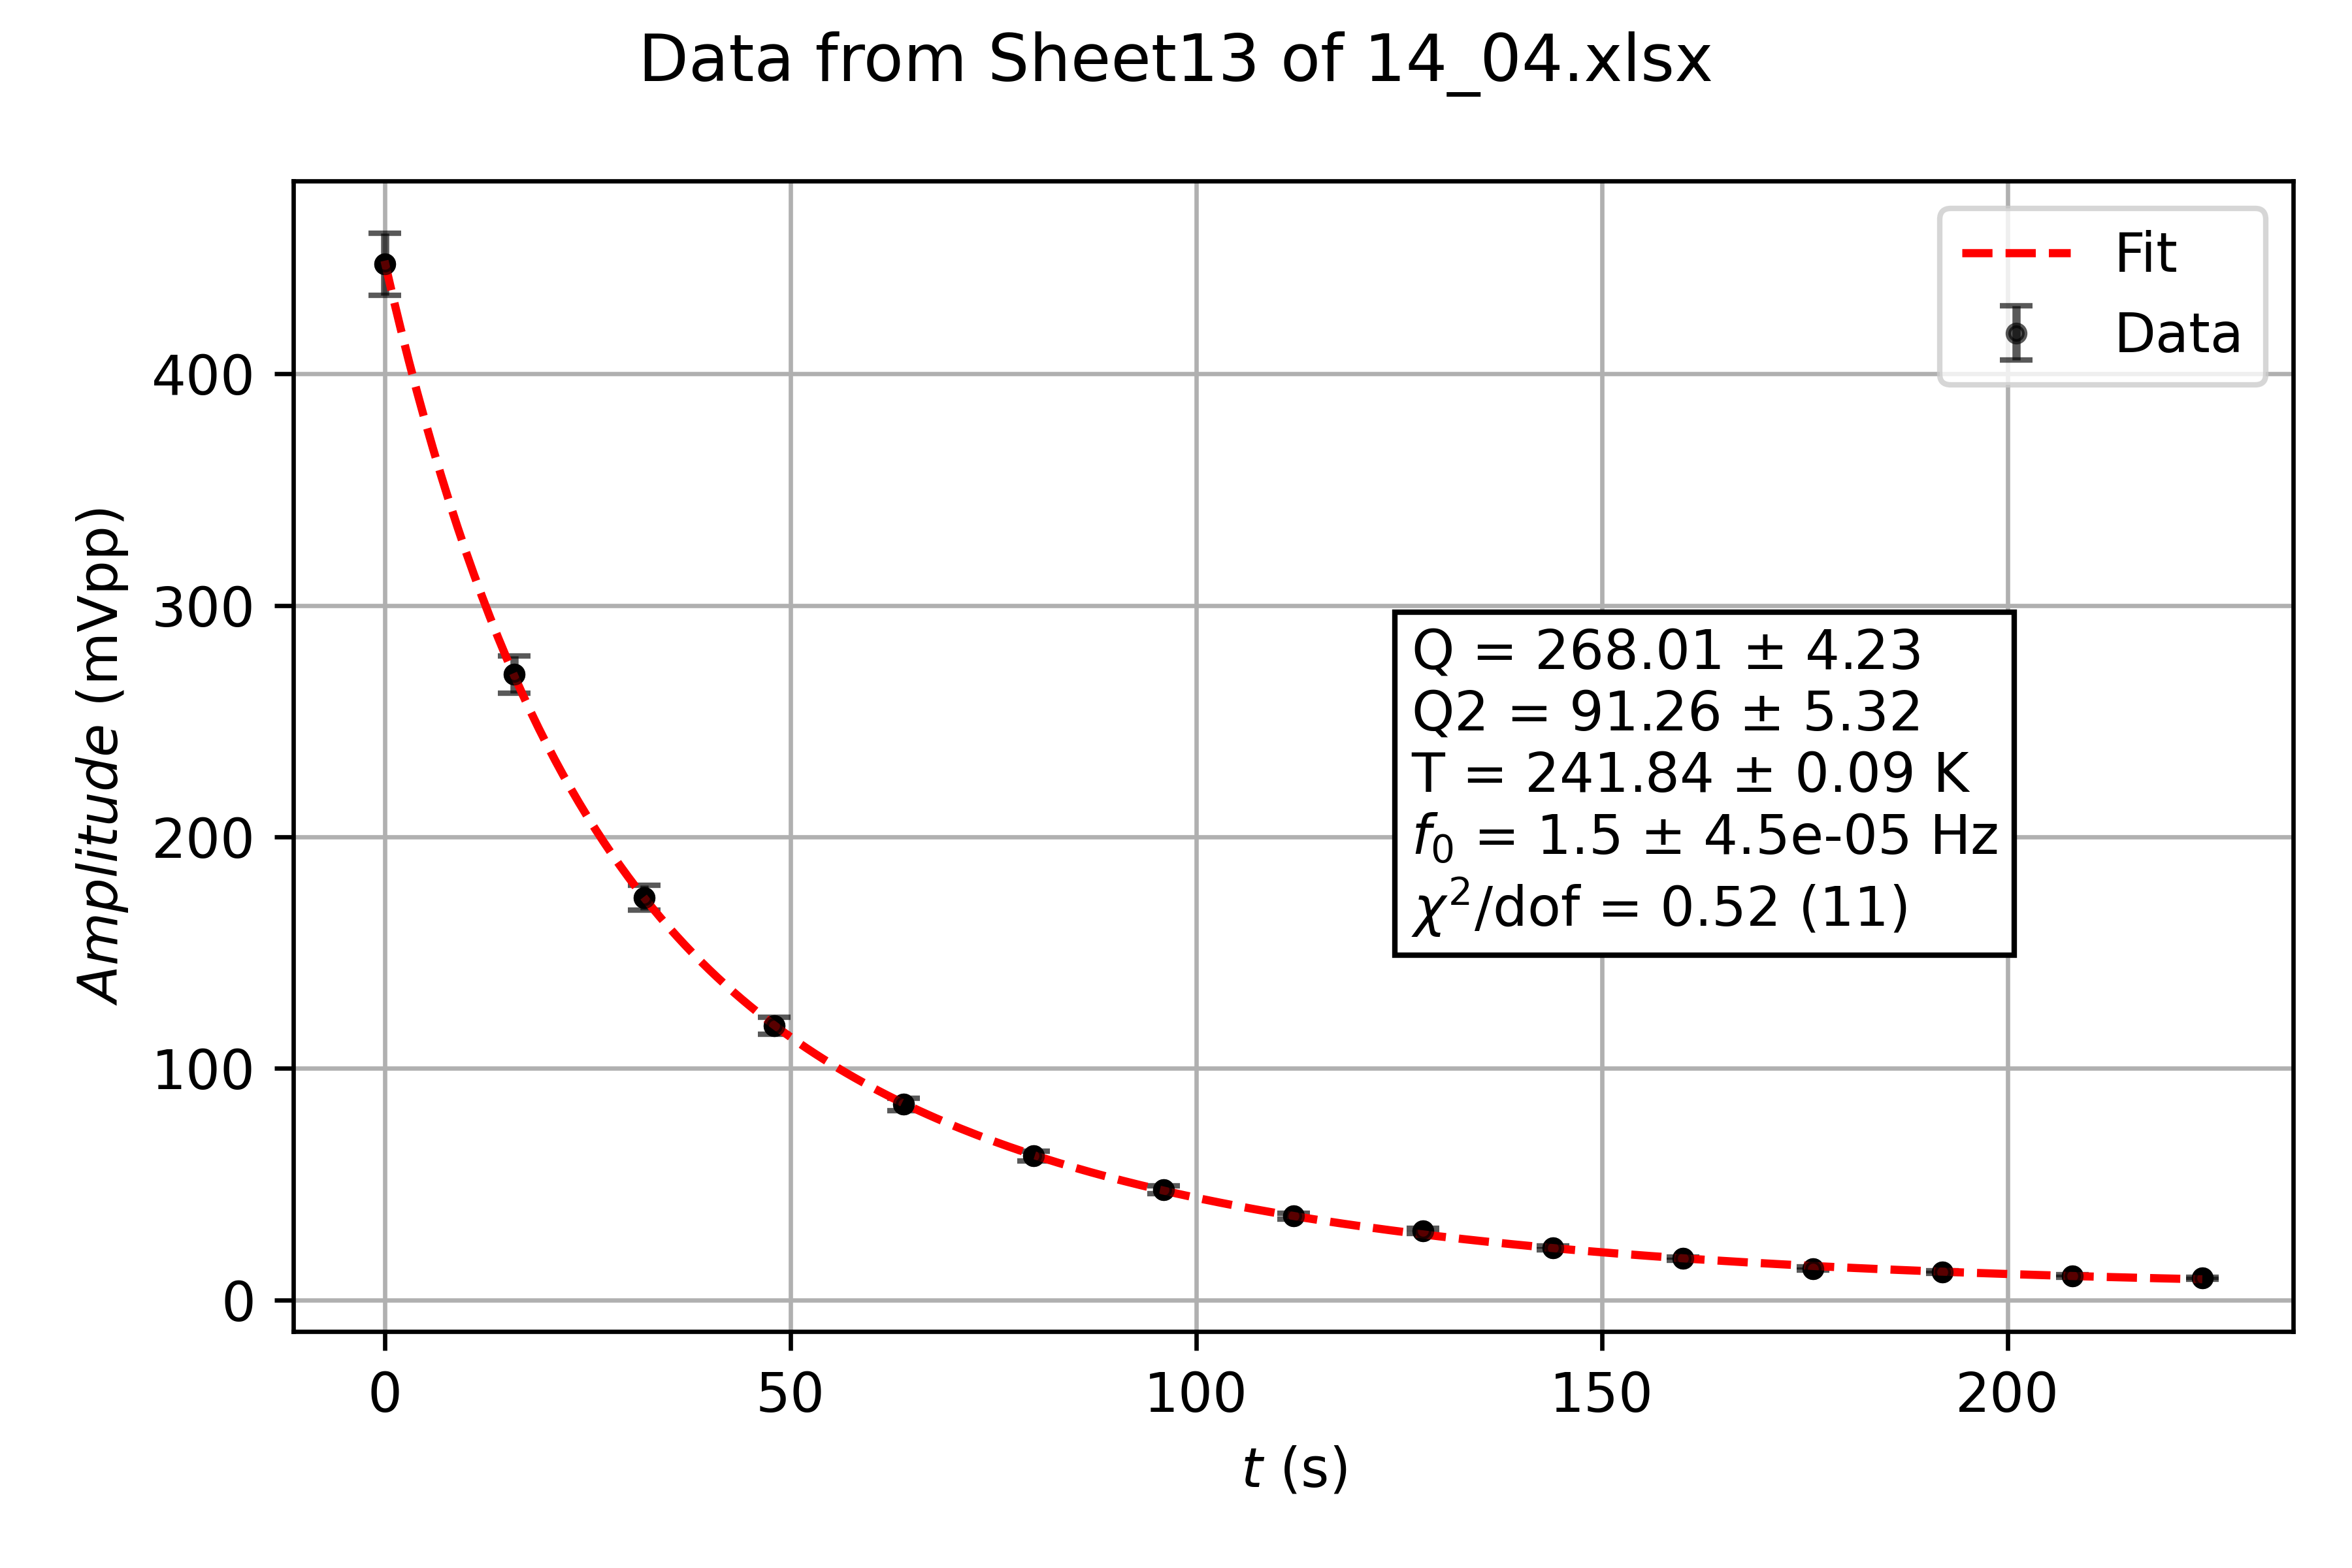 Data from Sheet13 of 14_04.xlsx
Fit
Data
400
300
200
100
0
Amplitude (mVpp)
Q = 268.01 ± 4.23
Q2 = 91.26 ± 5.32
T = 241.84 ± 0.09 K
f₀ = 1.5 ± 4.5e-05 Hz
χ²/dof = 0.52 (11)
0 50 100 150 200
t (s)